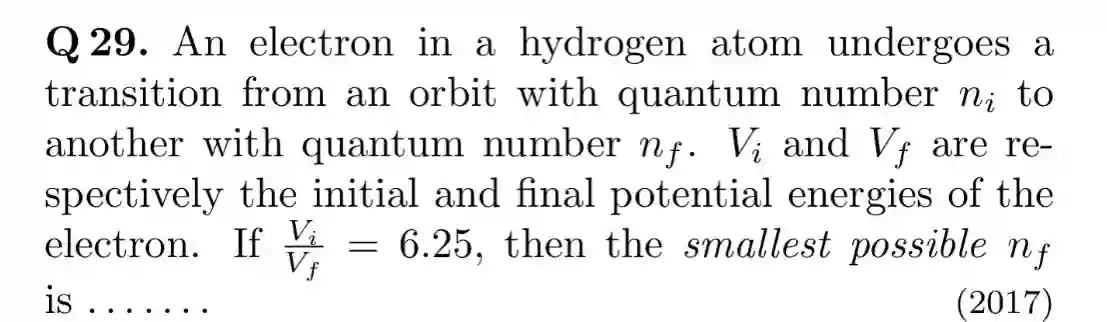 Q 29. An electron in a hydrogen atom undergoes a
transition from an orbit with quantum number $n_i$ to
another with quantum number $n_f$. $V_i$ and $V_f$ are re-
spectively the initial and final potential energies of the
electron. If $\frac{V_i}{V_f} = 6.25$, then the smallest possible $n_f$
is ....... (2017)